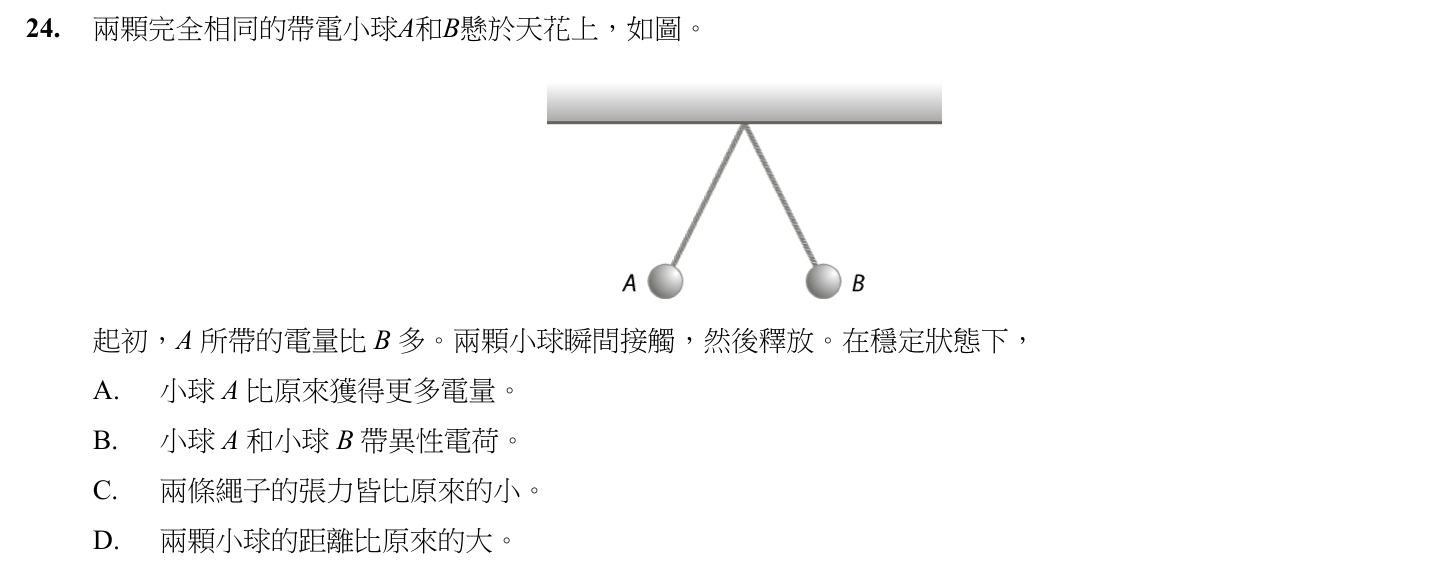 24. 兩顆完全相同的帶電小球A和B懸於天花上，如圖。
A B
起初，A 所帶的電量比 B 多。兩顆小球瞬間接觸，然後釋放。在穩定狀態下，
A. 小球 A 比原來獲得更多電量。
B. 小球 A 和小球 B 帶異性電荷。
C. 兩條繩子的張力皆比原來的小。
D. 兩顆小球的距離比原來的大。